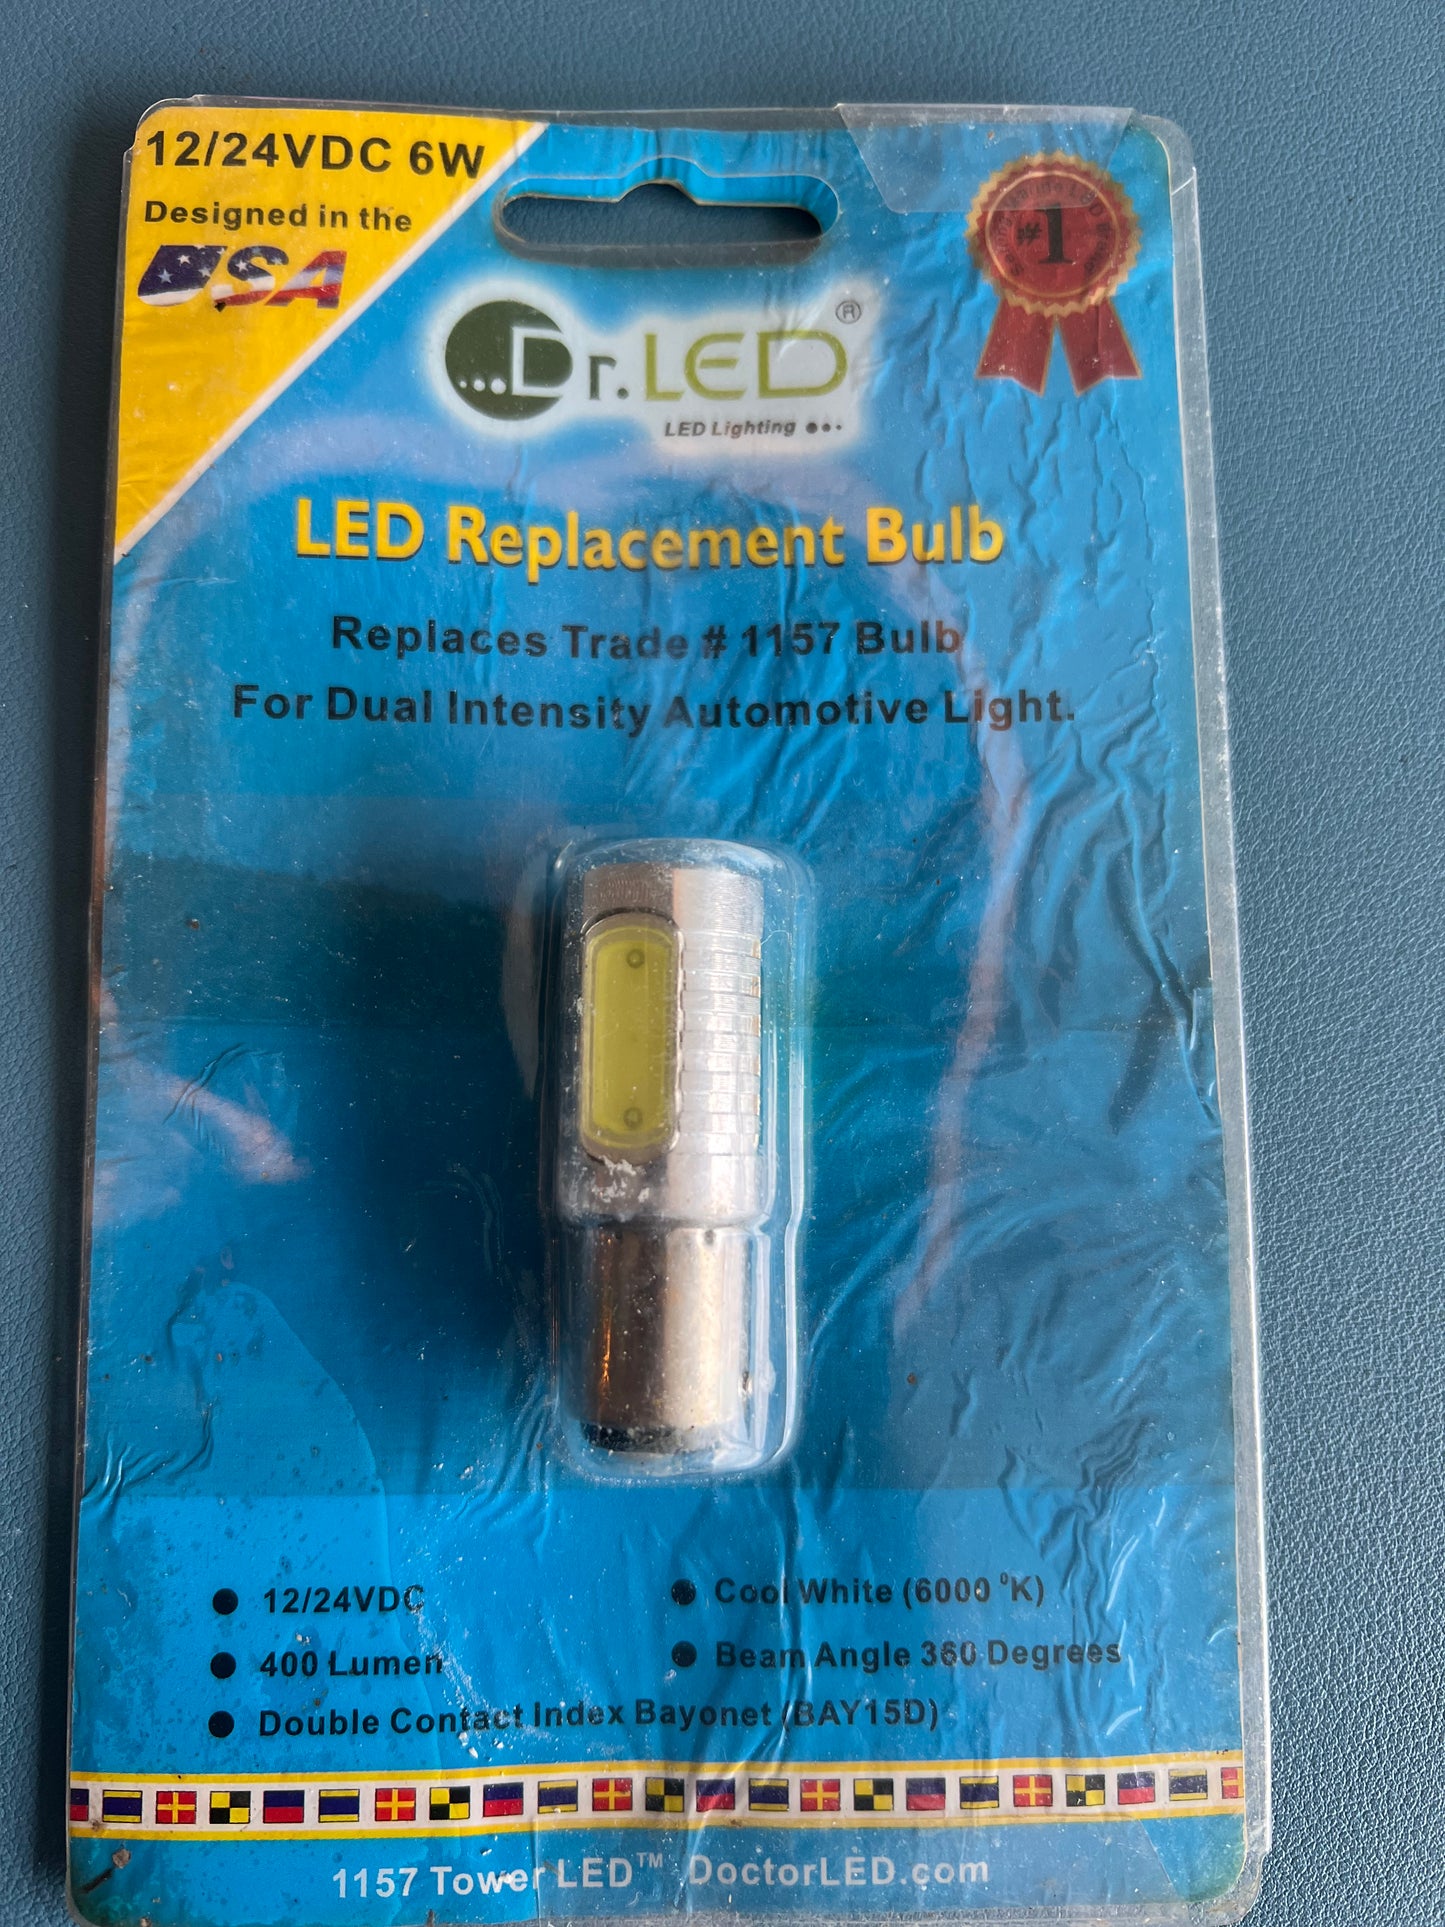 12/24VDC 6W
Designed in the
USA
#1
Dr.LED®
LED Lighting
LED Replacement Bulb
Replaces Trade # 1157 Bulb
For Dual Intensity Automotive Light.
● 12/24VDC
● Cool White (6000 ⁰K)
● 400 Lumen
● Beam Angle 360 Degrees
● Double Contact Index Bayonet (BAY15D)
1157 Tower LED™ DoctorLED.com